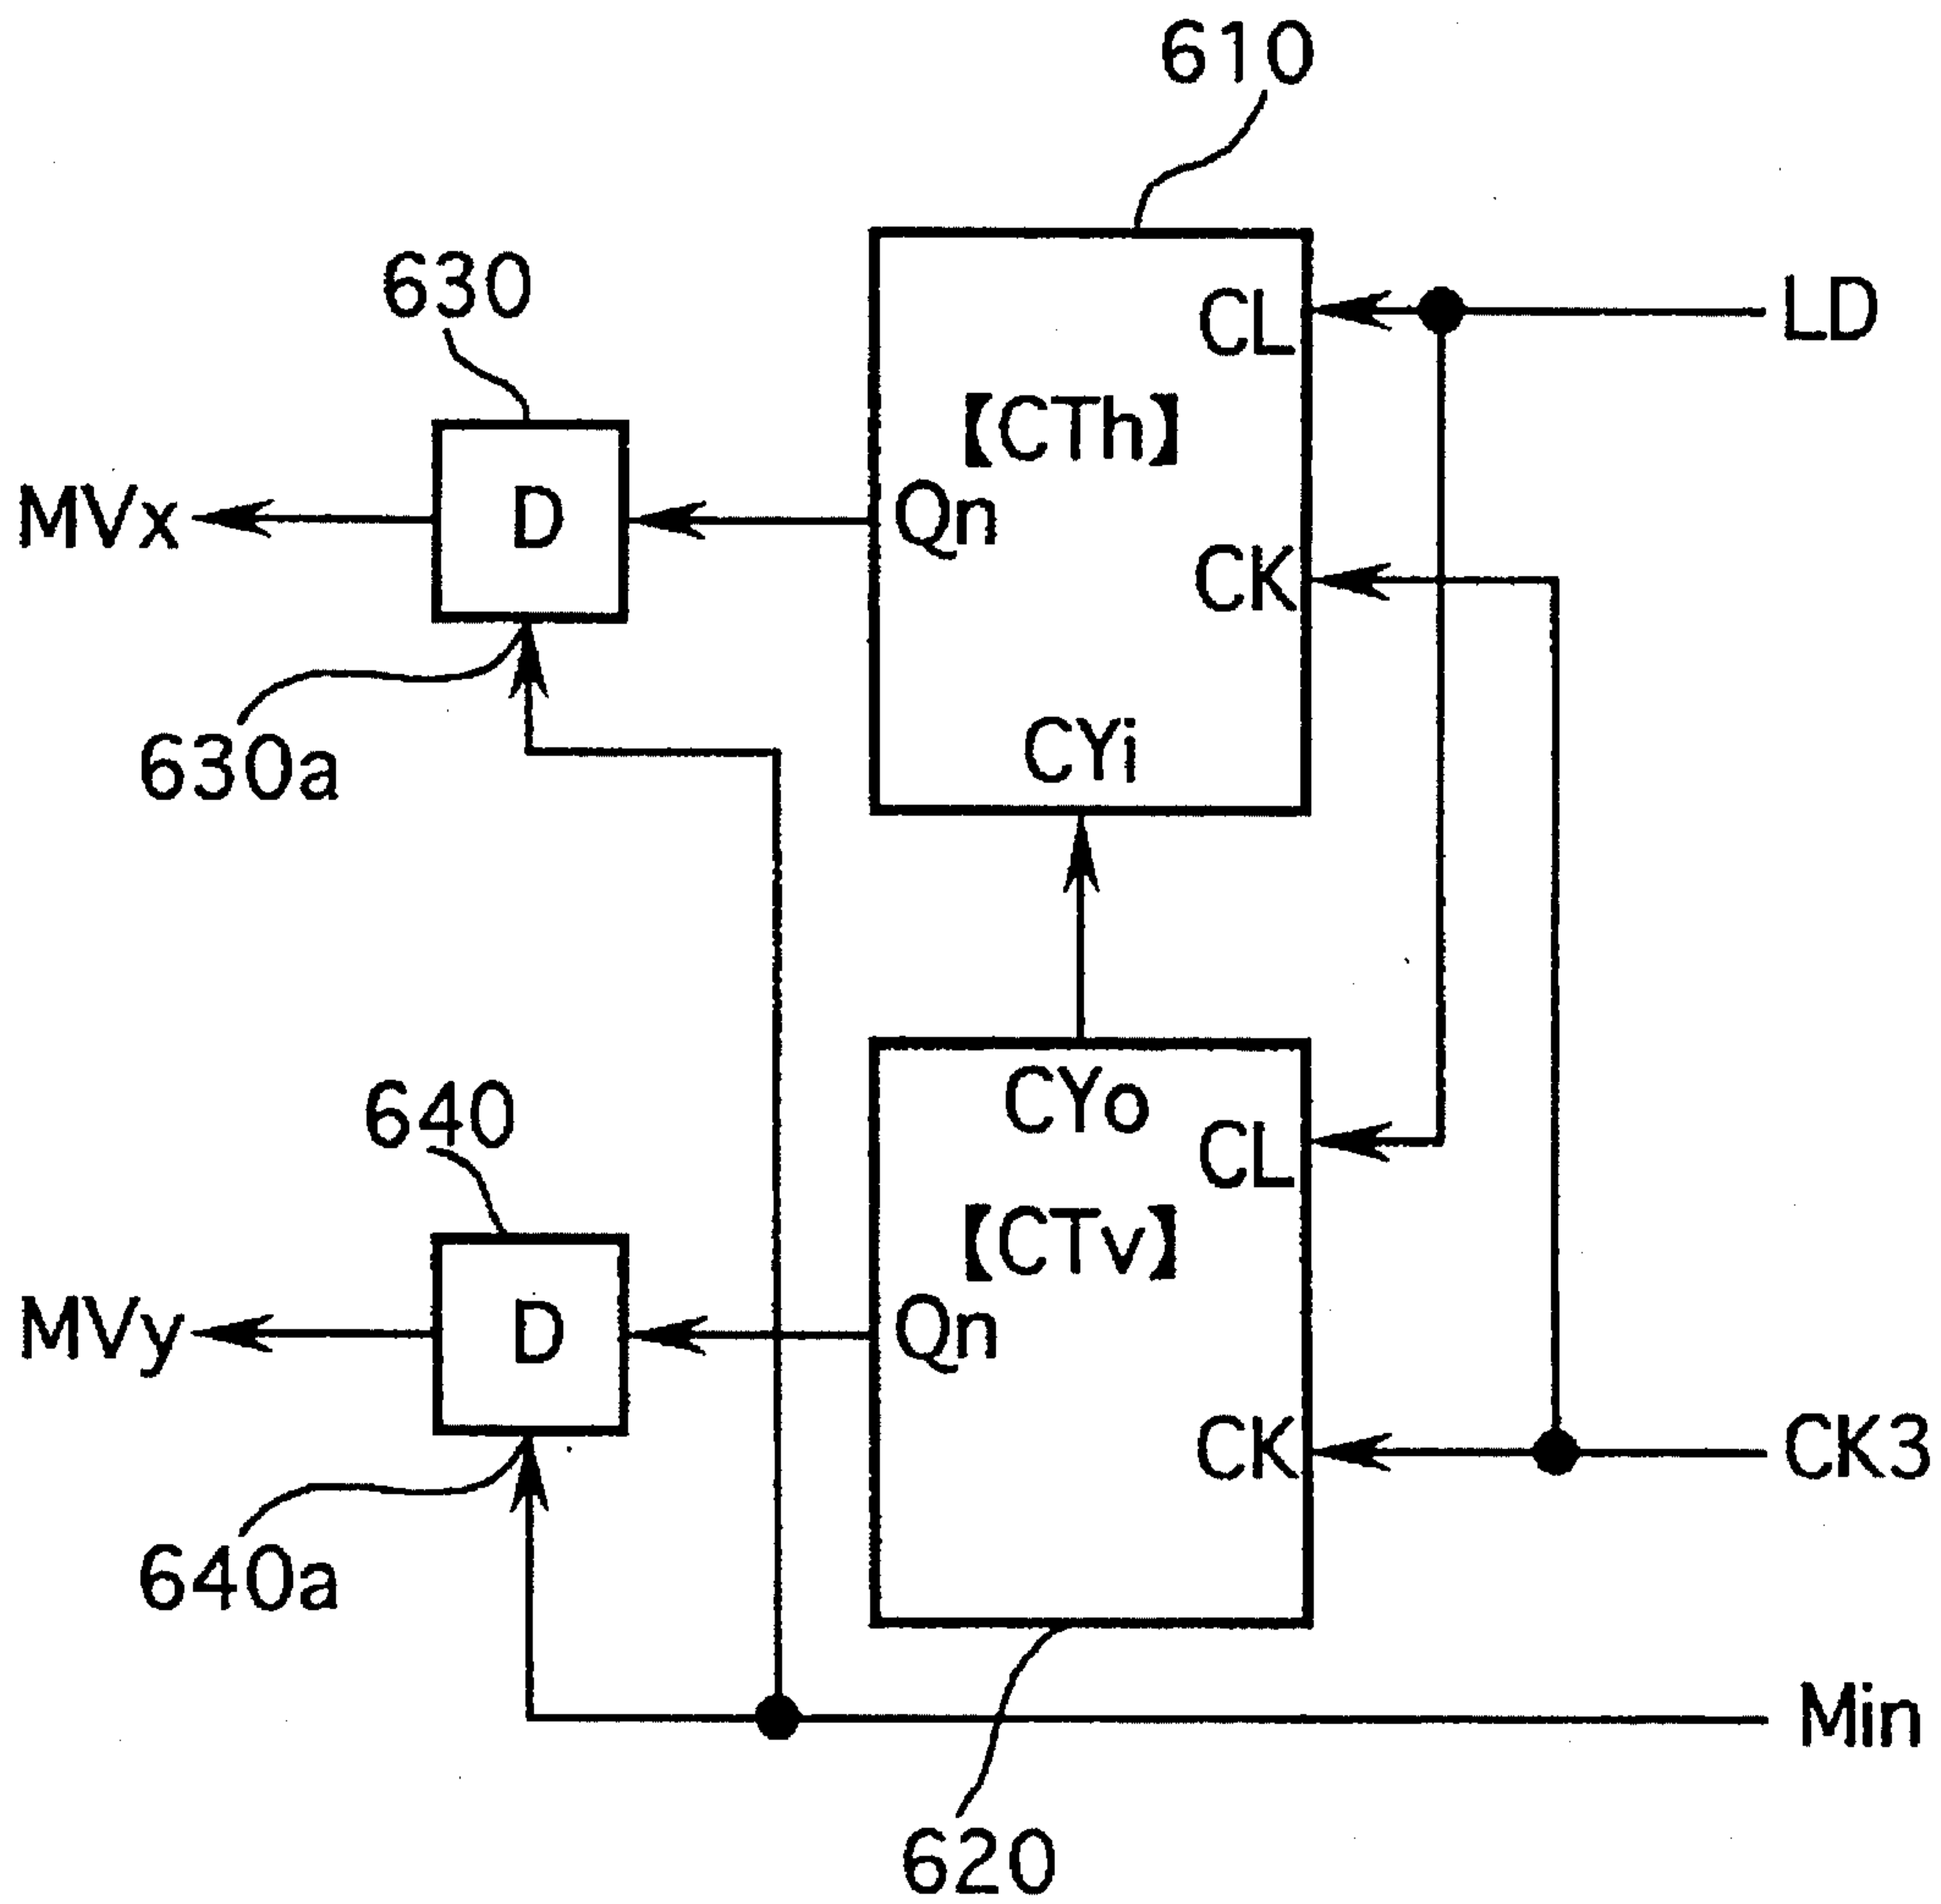 610
630
CL
LD
【CTh】
MVx
D
Qn
CK
630a
CYi
640
CYo
CL
【CTv】
MVy
D
Qn
CK
CK3
640a
Min
620